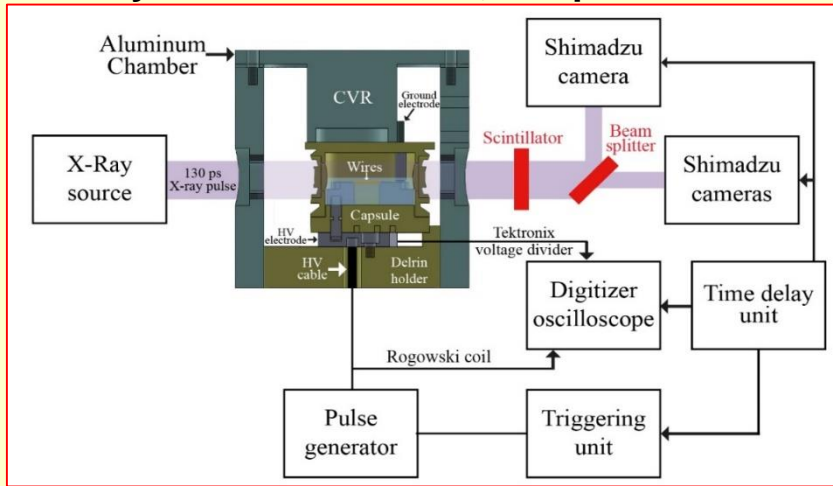 Aluminum
Chamber
CVR
Ground
electrode
Shimadzu
camera
X-Ray
source
130 ps
X-ray pulse
Wires
Scintillator
Beam
splitter
Shimadzu
cameras
Capsule
HV
electrode
HV
cable
Delrin
holder
Tektronix
voltage divider
Digitizer
oscilloscope
Time delay
unit
Rogowski coil
Pulse
generator
Triggering
unit